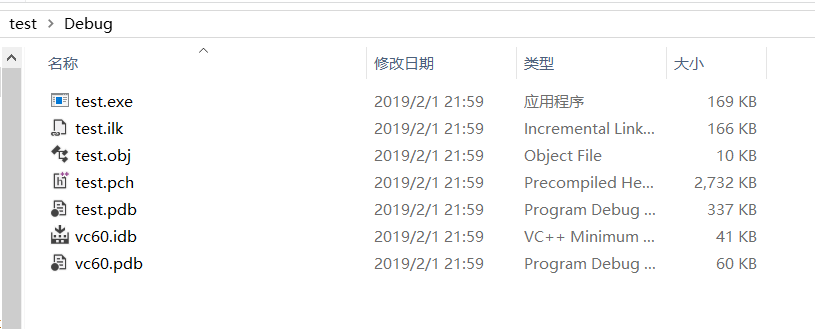 test > Debug
名称 修改日期 类型 大小
test.exe 2019/2/1 21:59 应用程序 169 KB
test.ilk 2019/2/1 21:59 Incremental Link... 166 KB
test.obj 2019/2/1 21:59 Object File 10 KB
test.pch 2019/2/1 21:59 Precompiled He... 2,732 KB
test.pdb 2019/2/1 21:59 Program Debug ... 337 KB
vc60.idb 2019/2/1 21:59 VC++ Minimum ... 41 KB
vc60.pdb 2019/2/1 21:59 Program Debug ... 60 KB